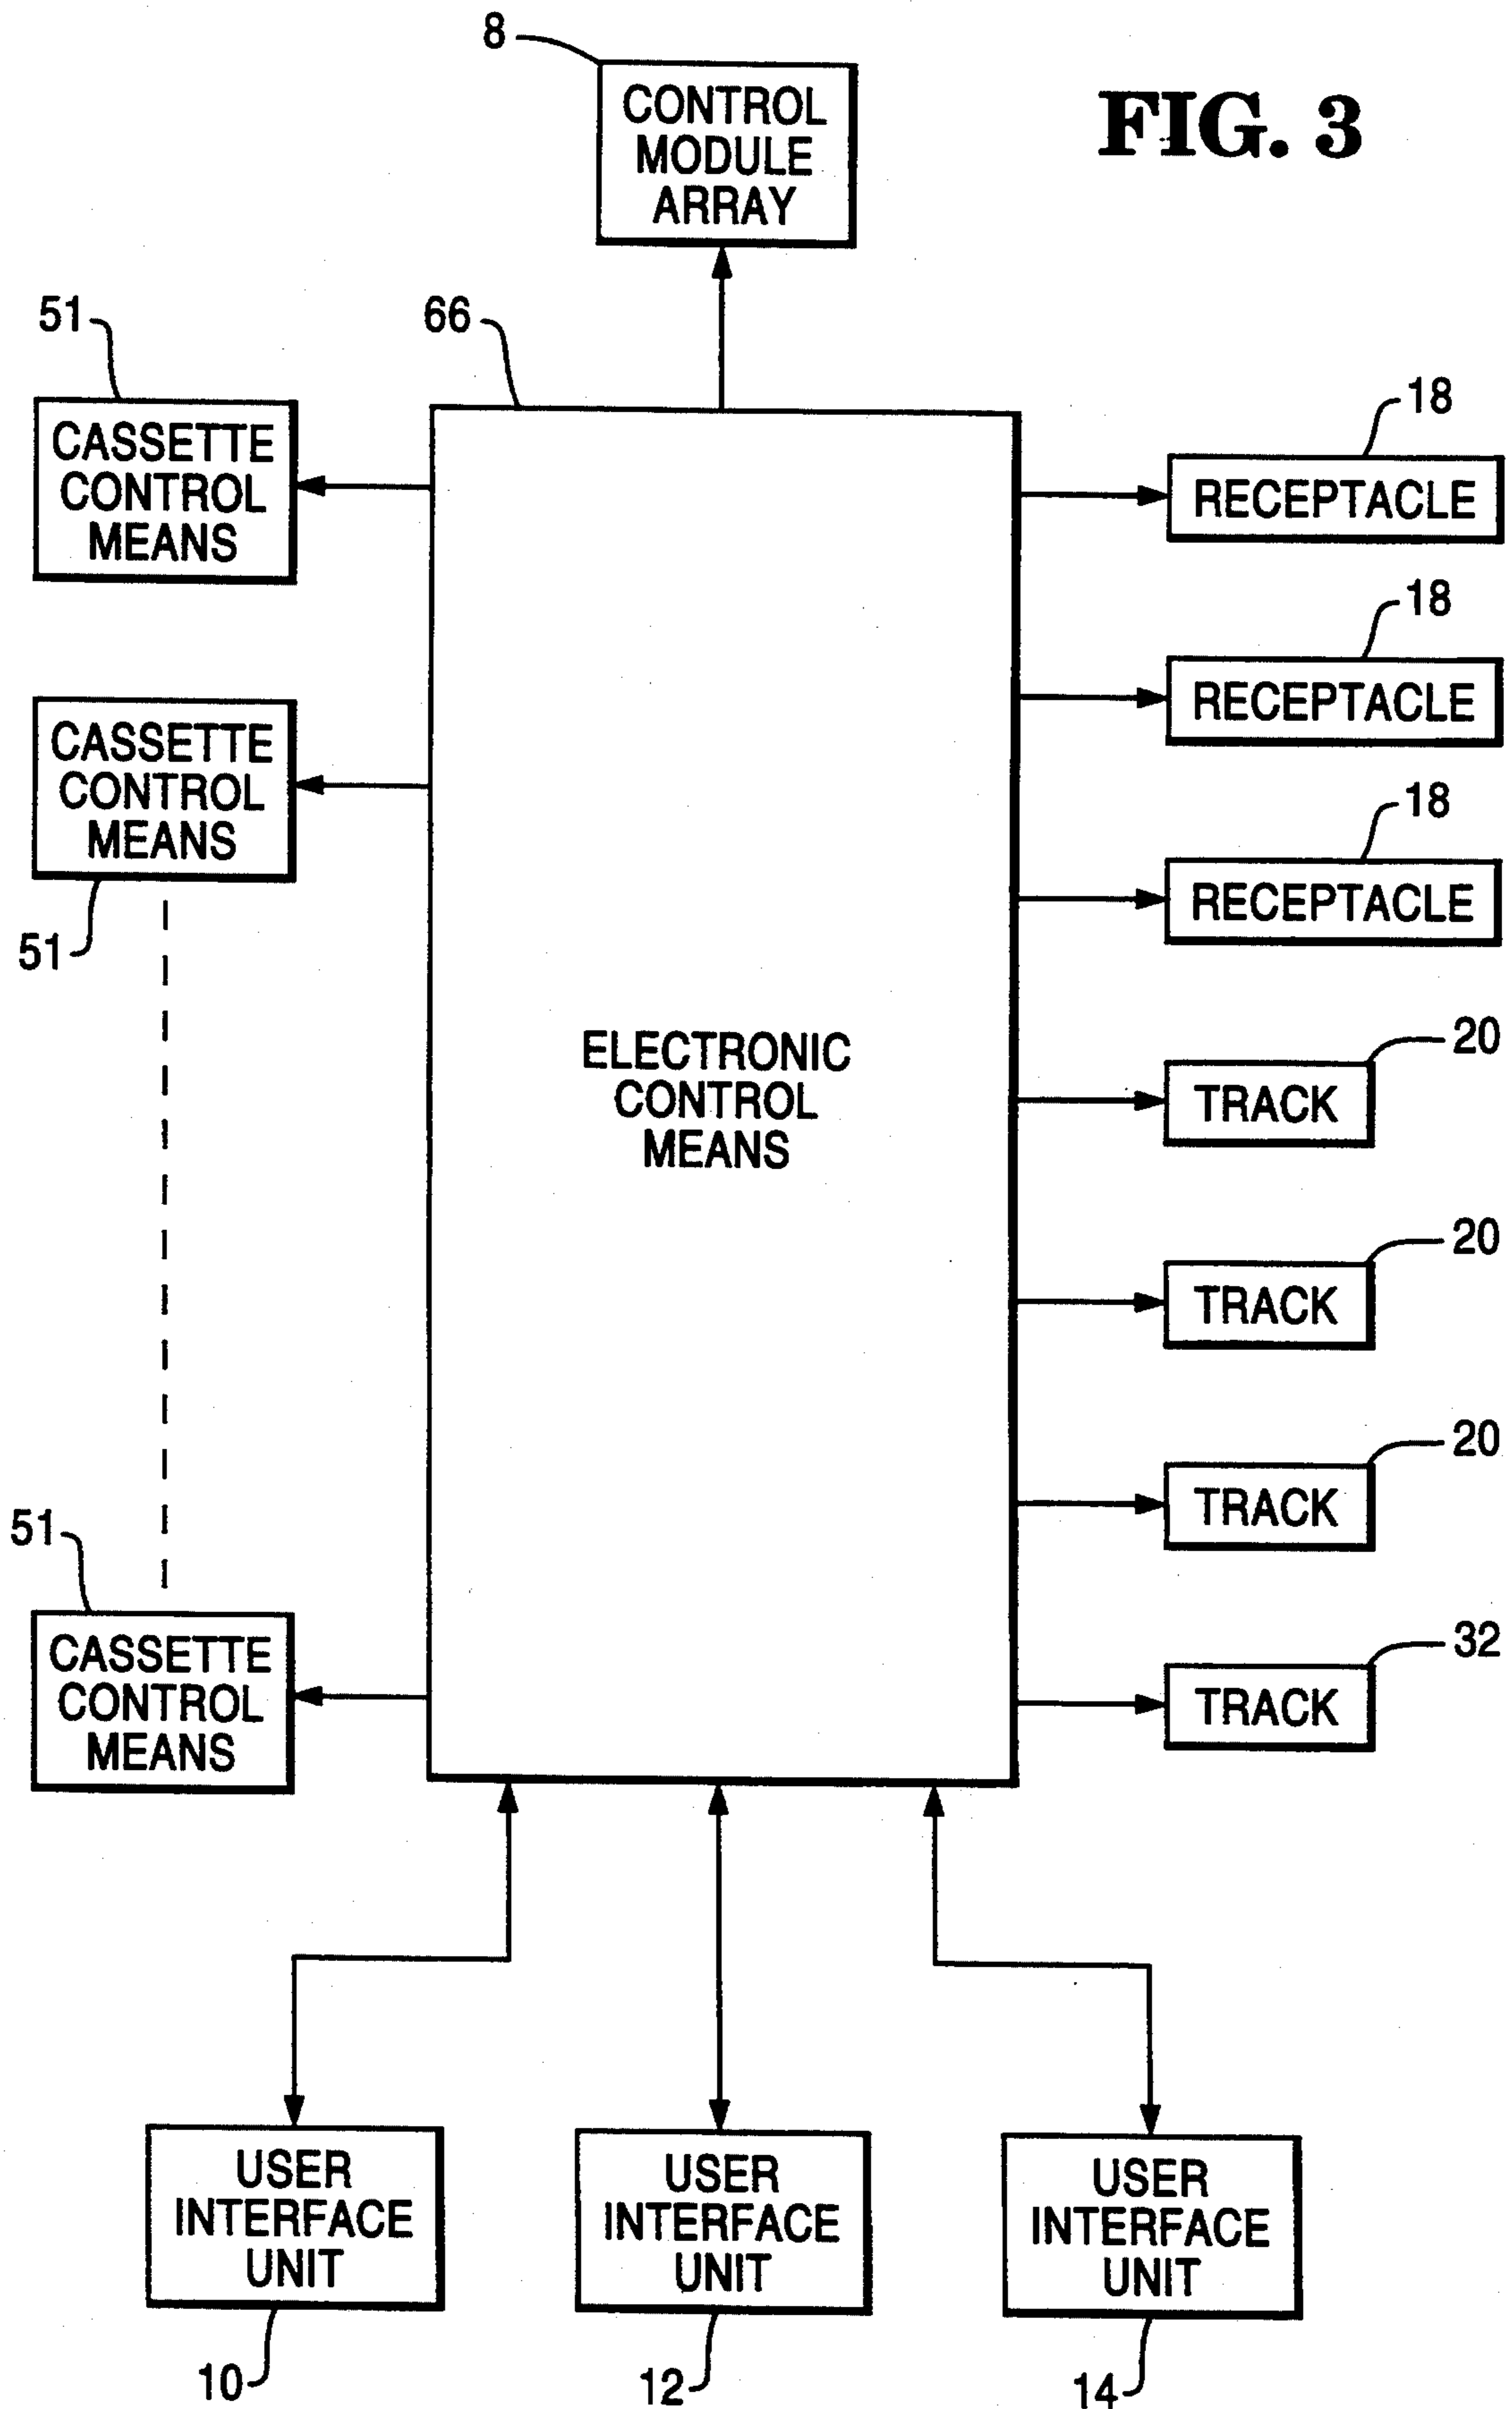 8
CONTROL
MODULE
ARRAY
FIG. 3
51
66
CASSETTE
CONTROL
MEANS
18
RECEPTACLE
18
RECEPTACLE
CASSETTE
CONTROL
MEANS
51
18
RECEPTACLE
ELECTRONIC
CONTROL
MEANS
20
TRACK
20
TRACK
20
TRACK
51
CASSETTE
CONTROL
MEANS
32
TRACK
USER
INTERFACE
UNIT
10
USER
INTERFACE
UNIT
12
USER
INTERFACE
UNIT
14